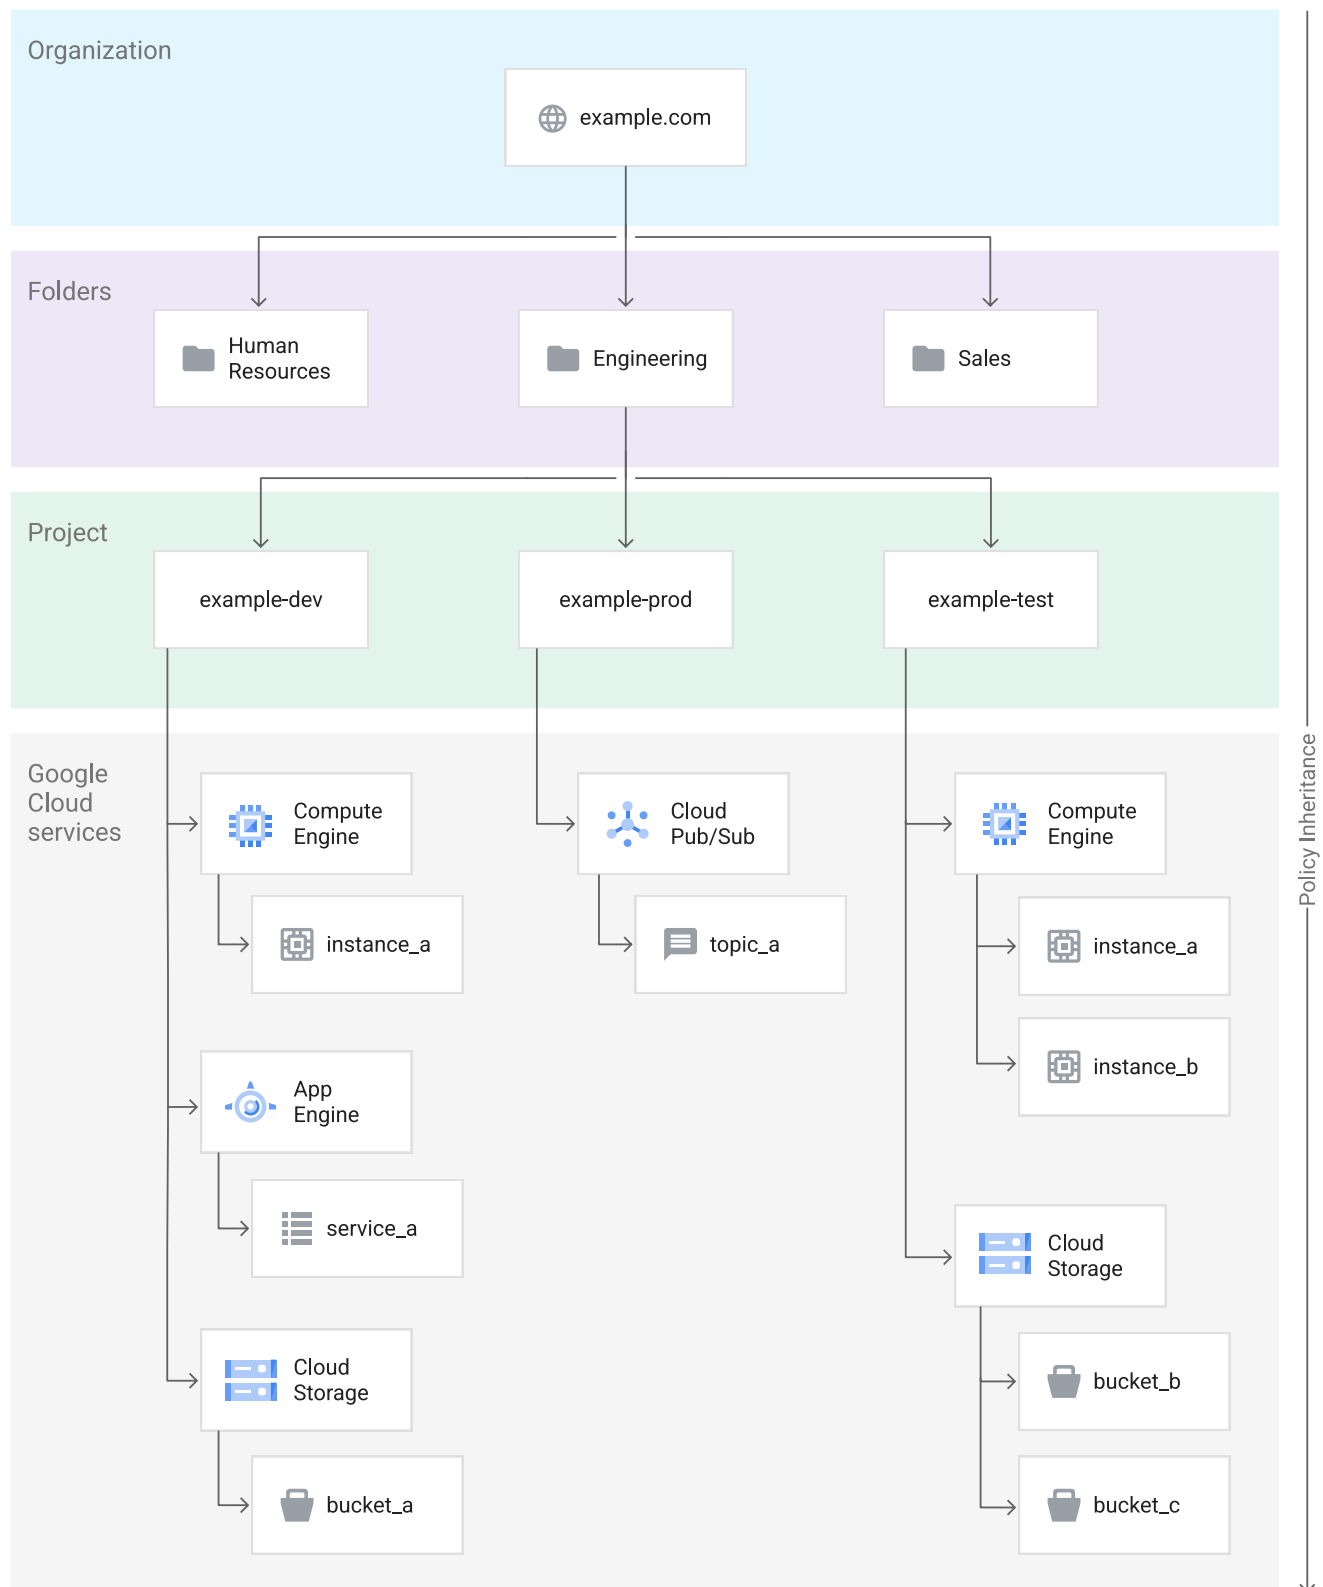 Organization
example.com
Folders
Human
Resources
Engineering
Sales
Project
example-dev
example-prod
example-test
Google
Cloud
services
Compute
Engine
instance_a
App
Engine
service_a
Cloud
Storage
bucket_a
Cloud
Pub/Sub
topic_a
Compute
Engine
instance_a
instance_b
Cloud
Storage
bucket_b
bucket_c
Policy Inheritance